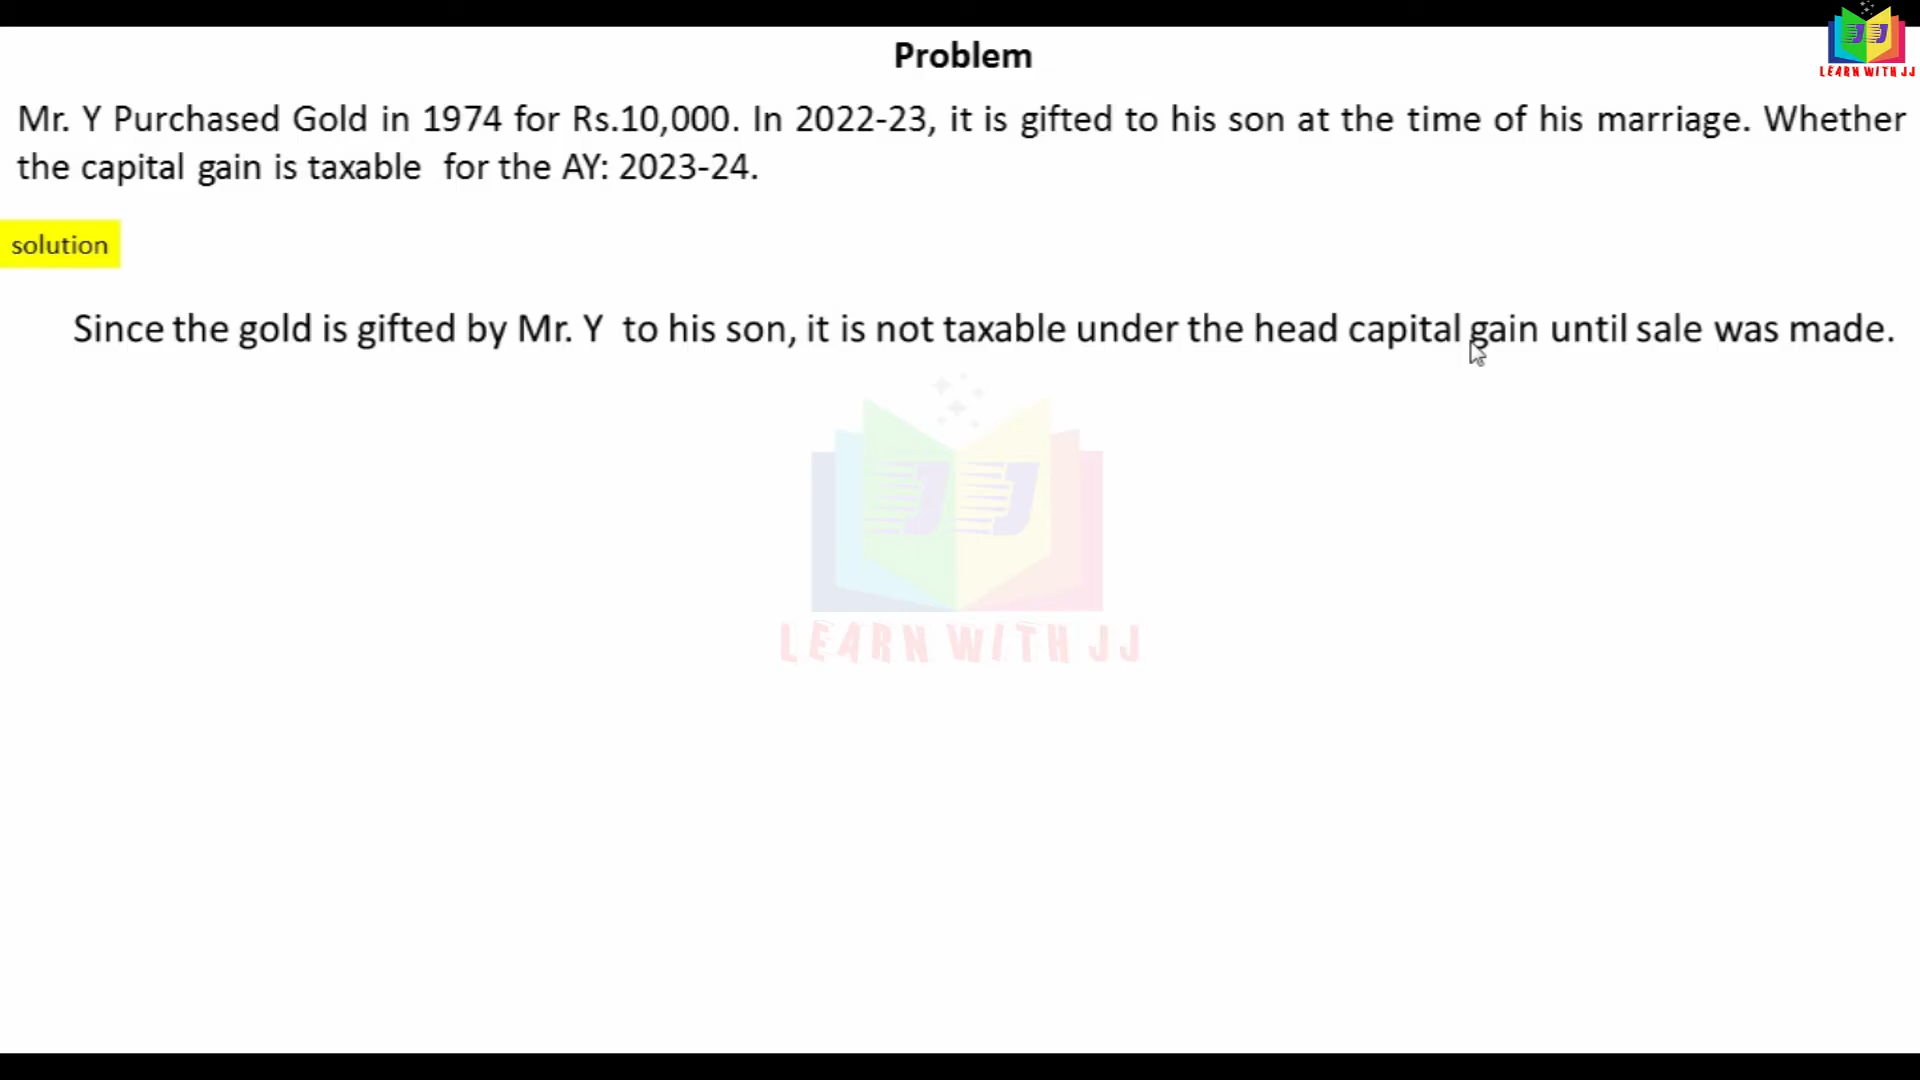 LEARN WITH JJ
Problem
Mr. Y Purchased Gold in 1974 for Rs.10,000. In 2022-23, it is gifted to his son at the time of his marriage. Whether
the capital gain is taxable for the AY: 2023-24.
solution
Since the gold is gifted by Mr. Y to his son, it is not taxable under the head capital gain until sale was made.
JJ
LEARN WITH JJ